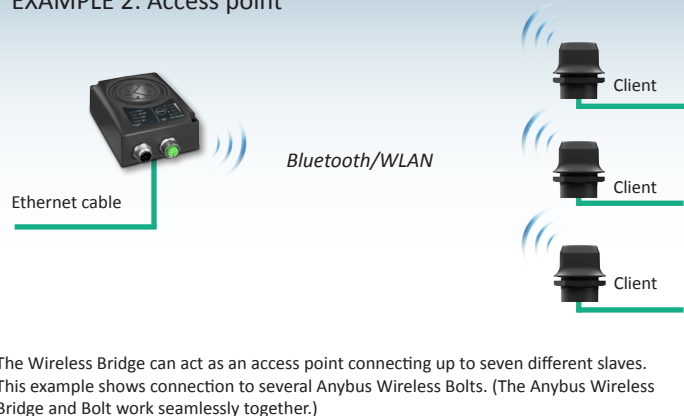 EXAMPLE 2: Access point
Client
Bluetooth/WLAN
Client
Ethernet cable
Client
The Wireless Bridge can act as an access point connecting up to seven different slaves.
This example shows connection to several Anybus Wireless Bolts. (The Anybus Wireless
Bridge and Bolt work seamlessly together.)